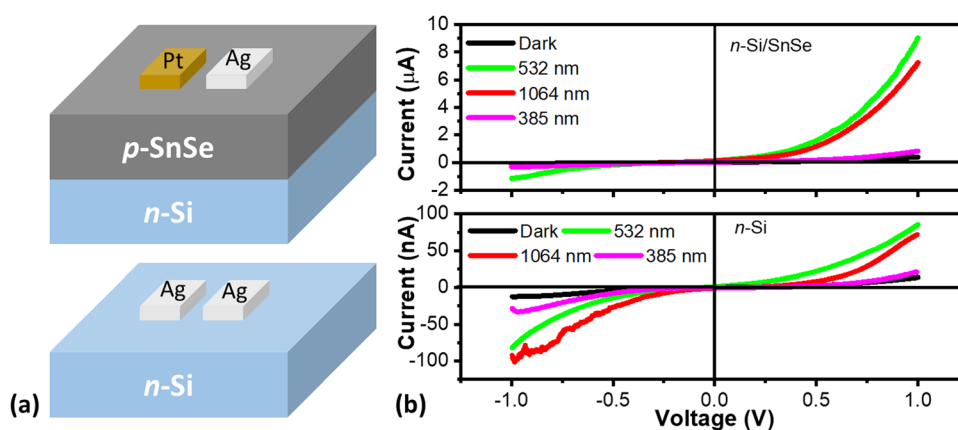 Pt Ag
p-SnSe
n-Si
Ag Ag
n-Si
(a)
10
8
6
4
2
0
-2
Current (µA)
Dark
532 nm
1064 nm
385 nm
n-Si/SnSe
100
50
0
-50
-100
Current (nA)
Dark 532 nm
1064 nm 385 nm
n-Si
-1.0 -0.5 0.0 0.5 1.0
(b) Voltage (V)